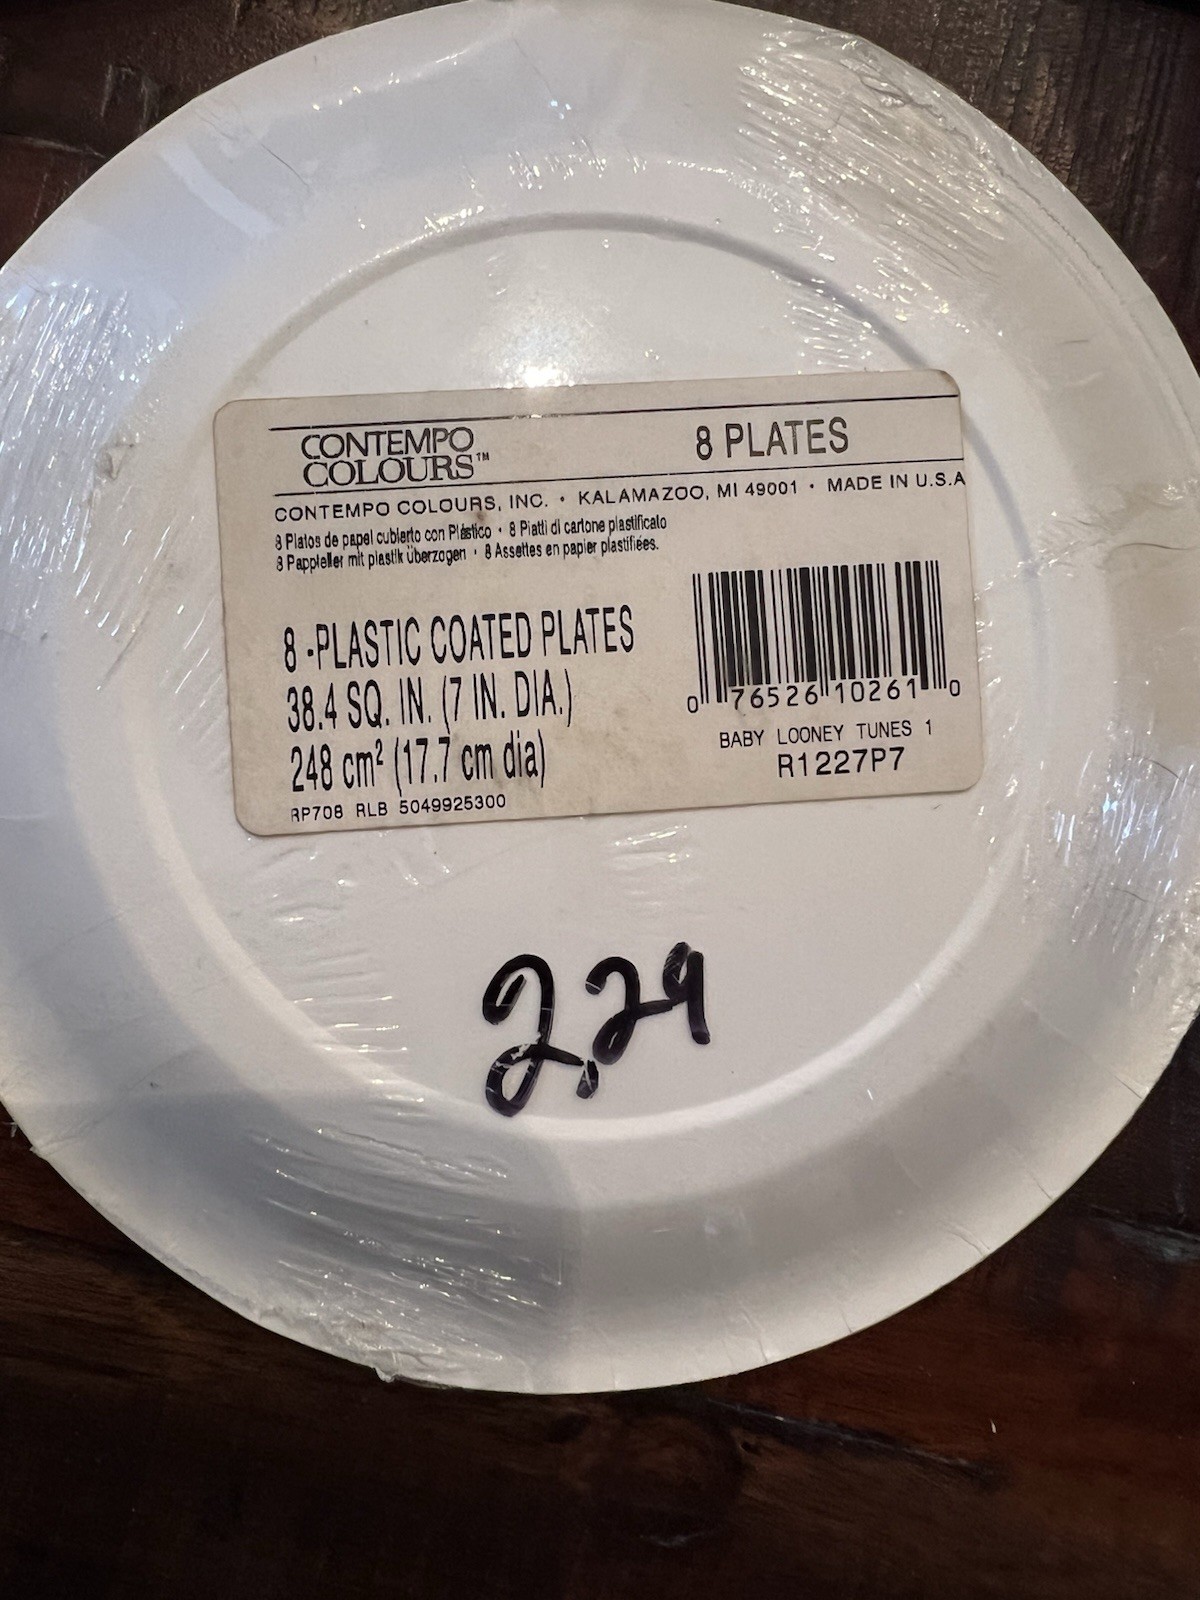 CONTEMPO
COLOURS™
8 PLATES
CONTEMPO COLOURS, INC. • KALAMAZOO, MI 49001 • MADE IN U.S.A
8 Platos de papel cubierto con Plástico • 8 Piatti di cartone plastificato
8 Pappteller mit plastik überzogen • 8 Assettes en papier plastifiées.
8 -PLASTIC COATED PLATES
38.4 SQ. IN. (7 IN. DIA.)
248 cm² (17.7 cm dia)
RP708 RLB 5049925300
0 76526 10261 0
BABY LOONEY TUNES 1
R1227P7
2.29